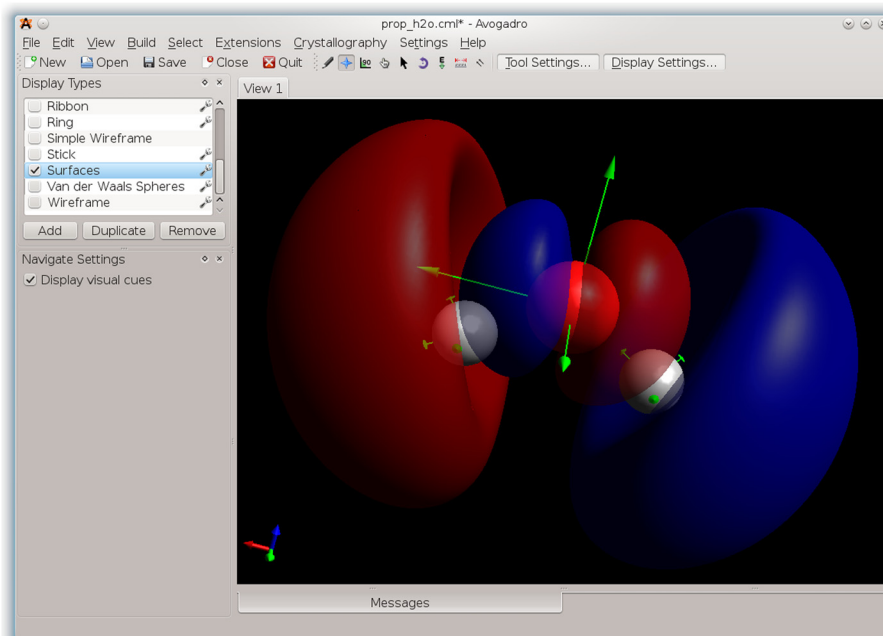 prop_h2o.cml* - Avogadro
File Edit View Build Select Extensions Crystallography Settings Help
New Open Save Close Quit Tool Settings... Display Settings...
Display Types
View 1
Ribbon
Ring
Simple Wireframe
Stick
Surfaces
Van der Waals Spheres
Wireframe
Add Duplicate Remove
Navigate Settings
Display visual cues
Messages